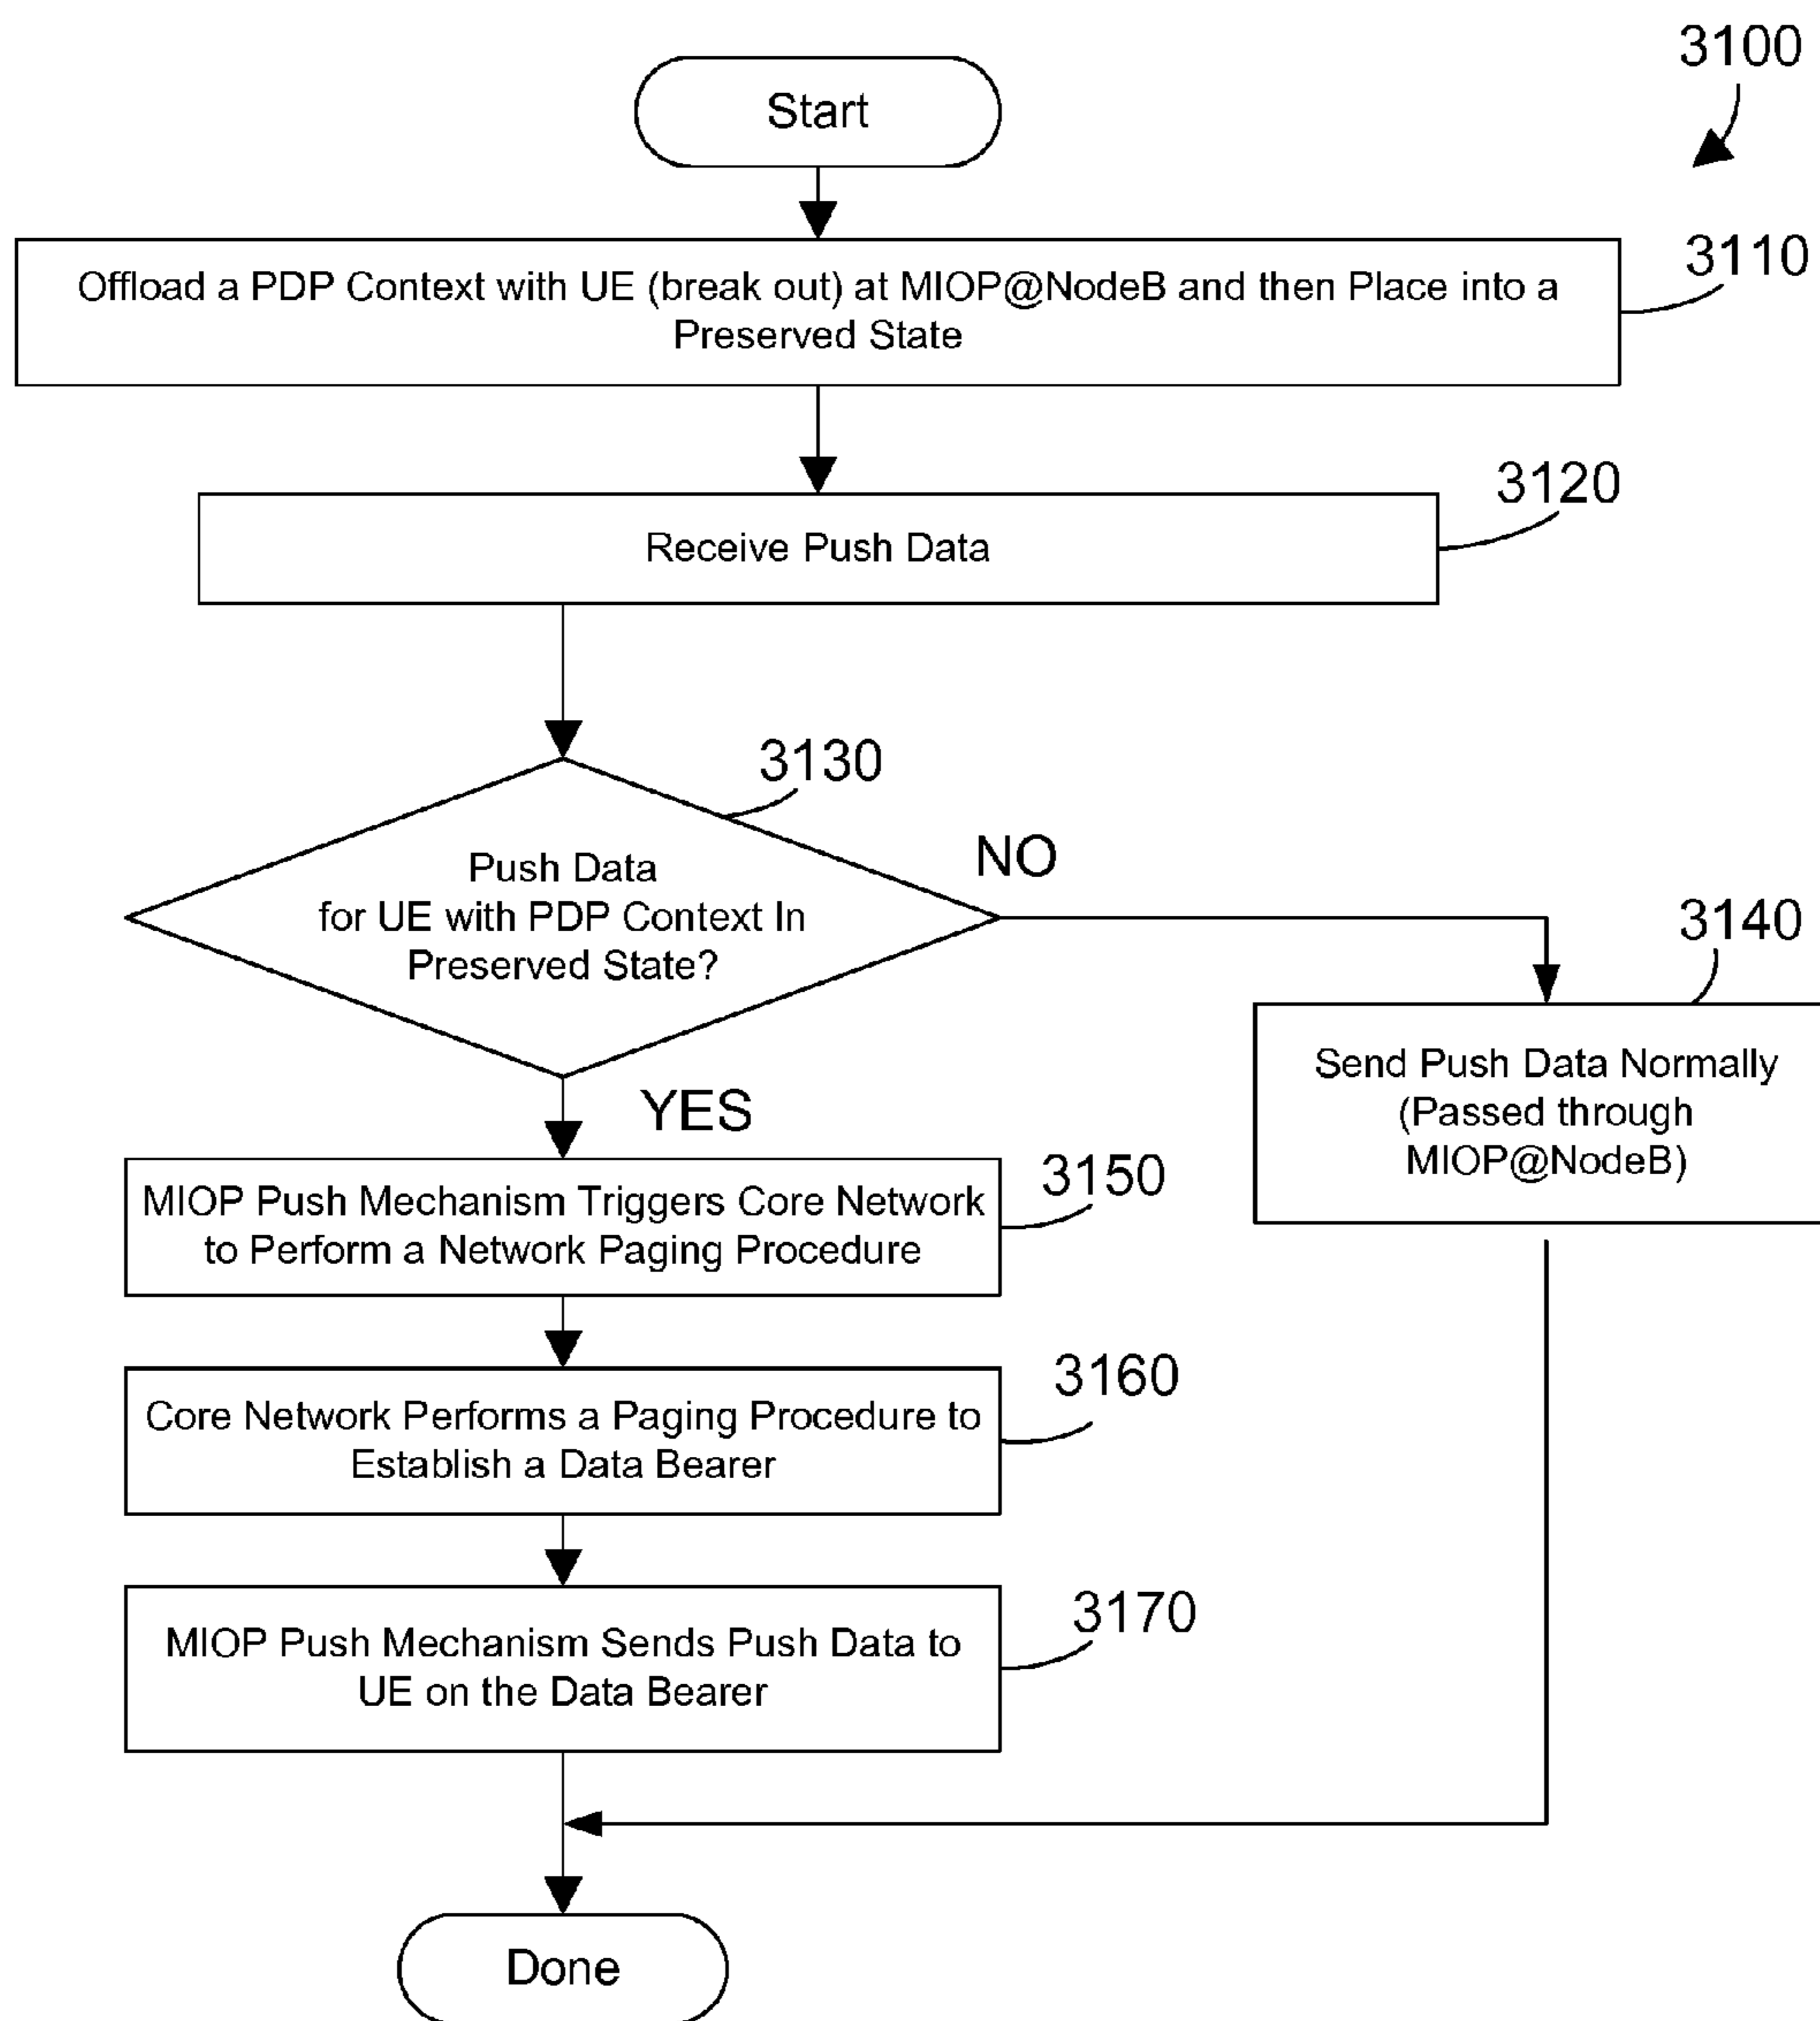 3100
Start
3110
Offload a PDP Context with UE (break out) at MIOP@NodeB and then Place into a
Preserved State
3120
Receive Push Data
3130
Push Data
for UE with PDP Context In
Preserved State?
NO
3140
Send Push Data Normally
(Passed through
MIOP@NodeB)
YES
3150
MIOP Push Mechanism Triggers Core Network
to Perform a Network Paging Procedure
3160
Core Network Performs a Paging Procedure to
Establish a Data Bearer
3170
MIOP Push Mechanism Sends Push Data to
UE on the Data Bearer
Done